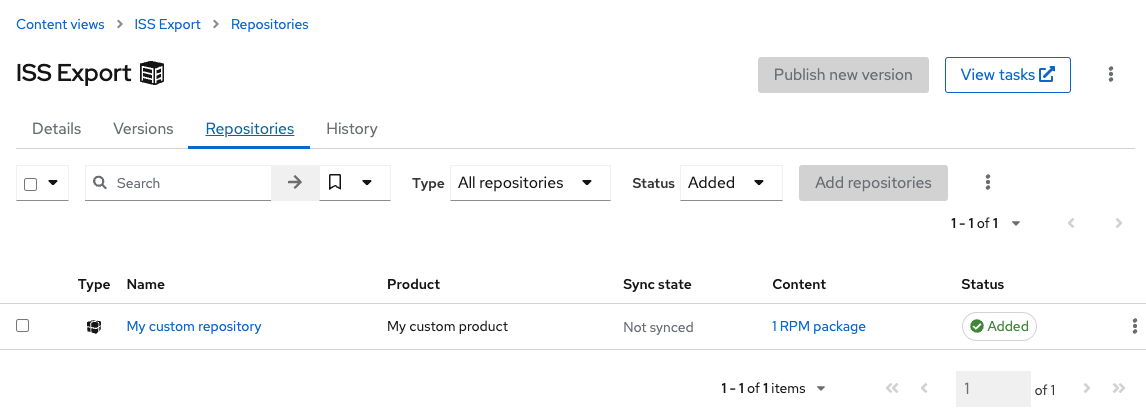 Content views > ISS Export > Repositories
ISS Export
Publish new version View tasks
Details Versions Repositories History
Search Type All repositories Status Added Add repositories
1 - 1 of 1
Type Name Product Sync state Content Status
My custom repository My custom product Not synced 1 RPM package Added
1 - 1 of 1 items 1 of 1